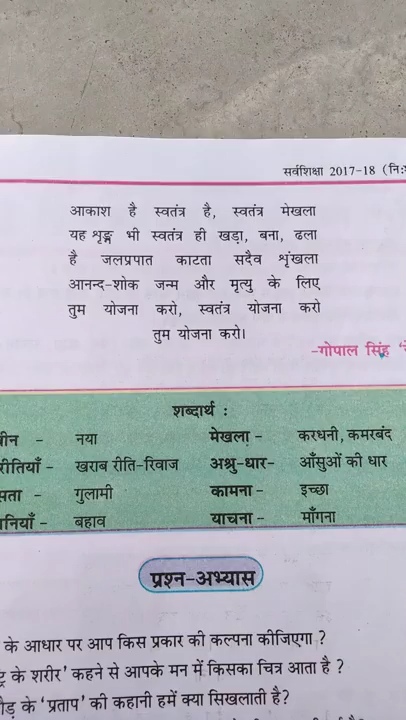 सर्वशिक्षा 2017-18 (नि:
आकाश है स्वतंत्र है, स्वतंत्र मेखला
यह शृङ्ग भी स्वतंत्र ही खड़ा, बना, ढला
है जलप्रपात काटता सदैव शृंखला
आनन्द-शोक जन्म और मृत्यु के लिए
तुम योजना करो, स्वतंत्र योजना करो
तुम योजना करो।
-गोपाल सिंह
शब्दार्थ :
वीन - नया मेखला - करधनी, कमरबंद
रीतियाँ - खराब रीति-रिवाज अश्रु-धार- आँसुओं की धार
सता - गुलामी कामना - इच्छा
नियाँ - बहाव याचना - माँगना
प्रश्न-अभ्यास
के आधार पर आप किस प्रकार की कल्पना कीजिएगा ?
ट्र के शरीर' कहने से आपके मन में किसका चित्र आता है ?
के 'प्रताप' की कहानी हमें क्या सिखलाती है?